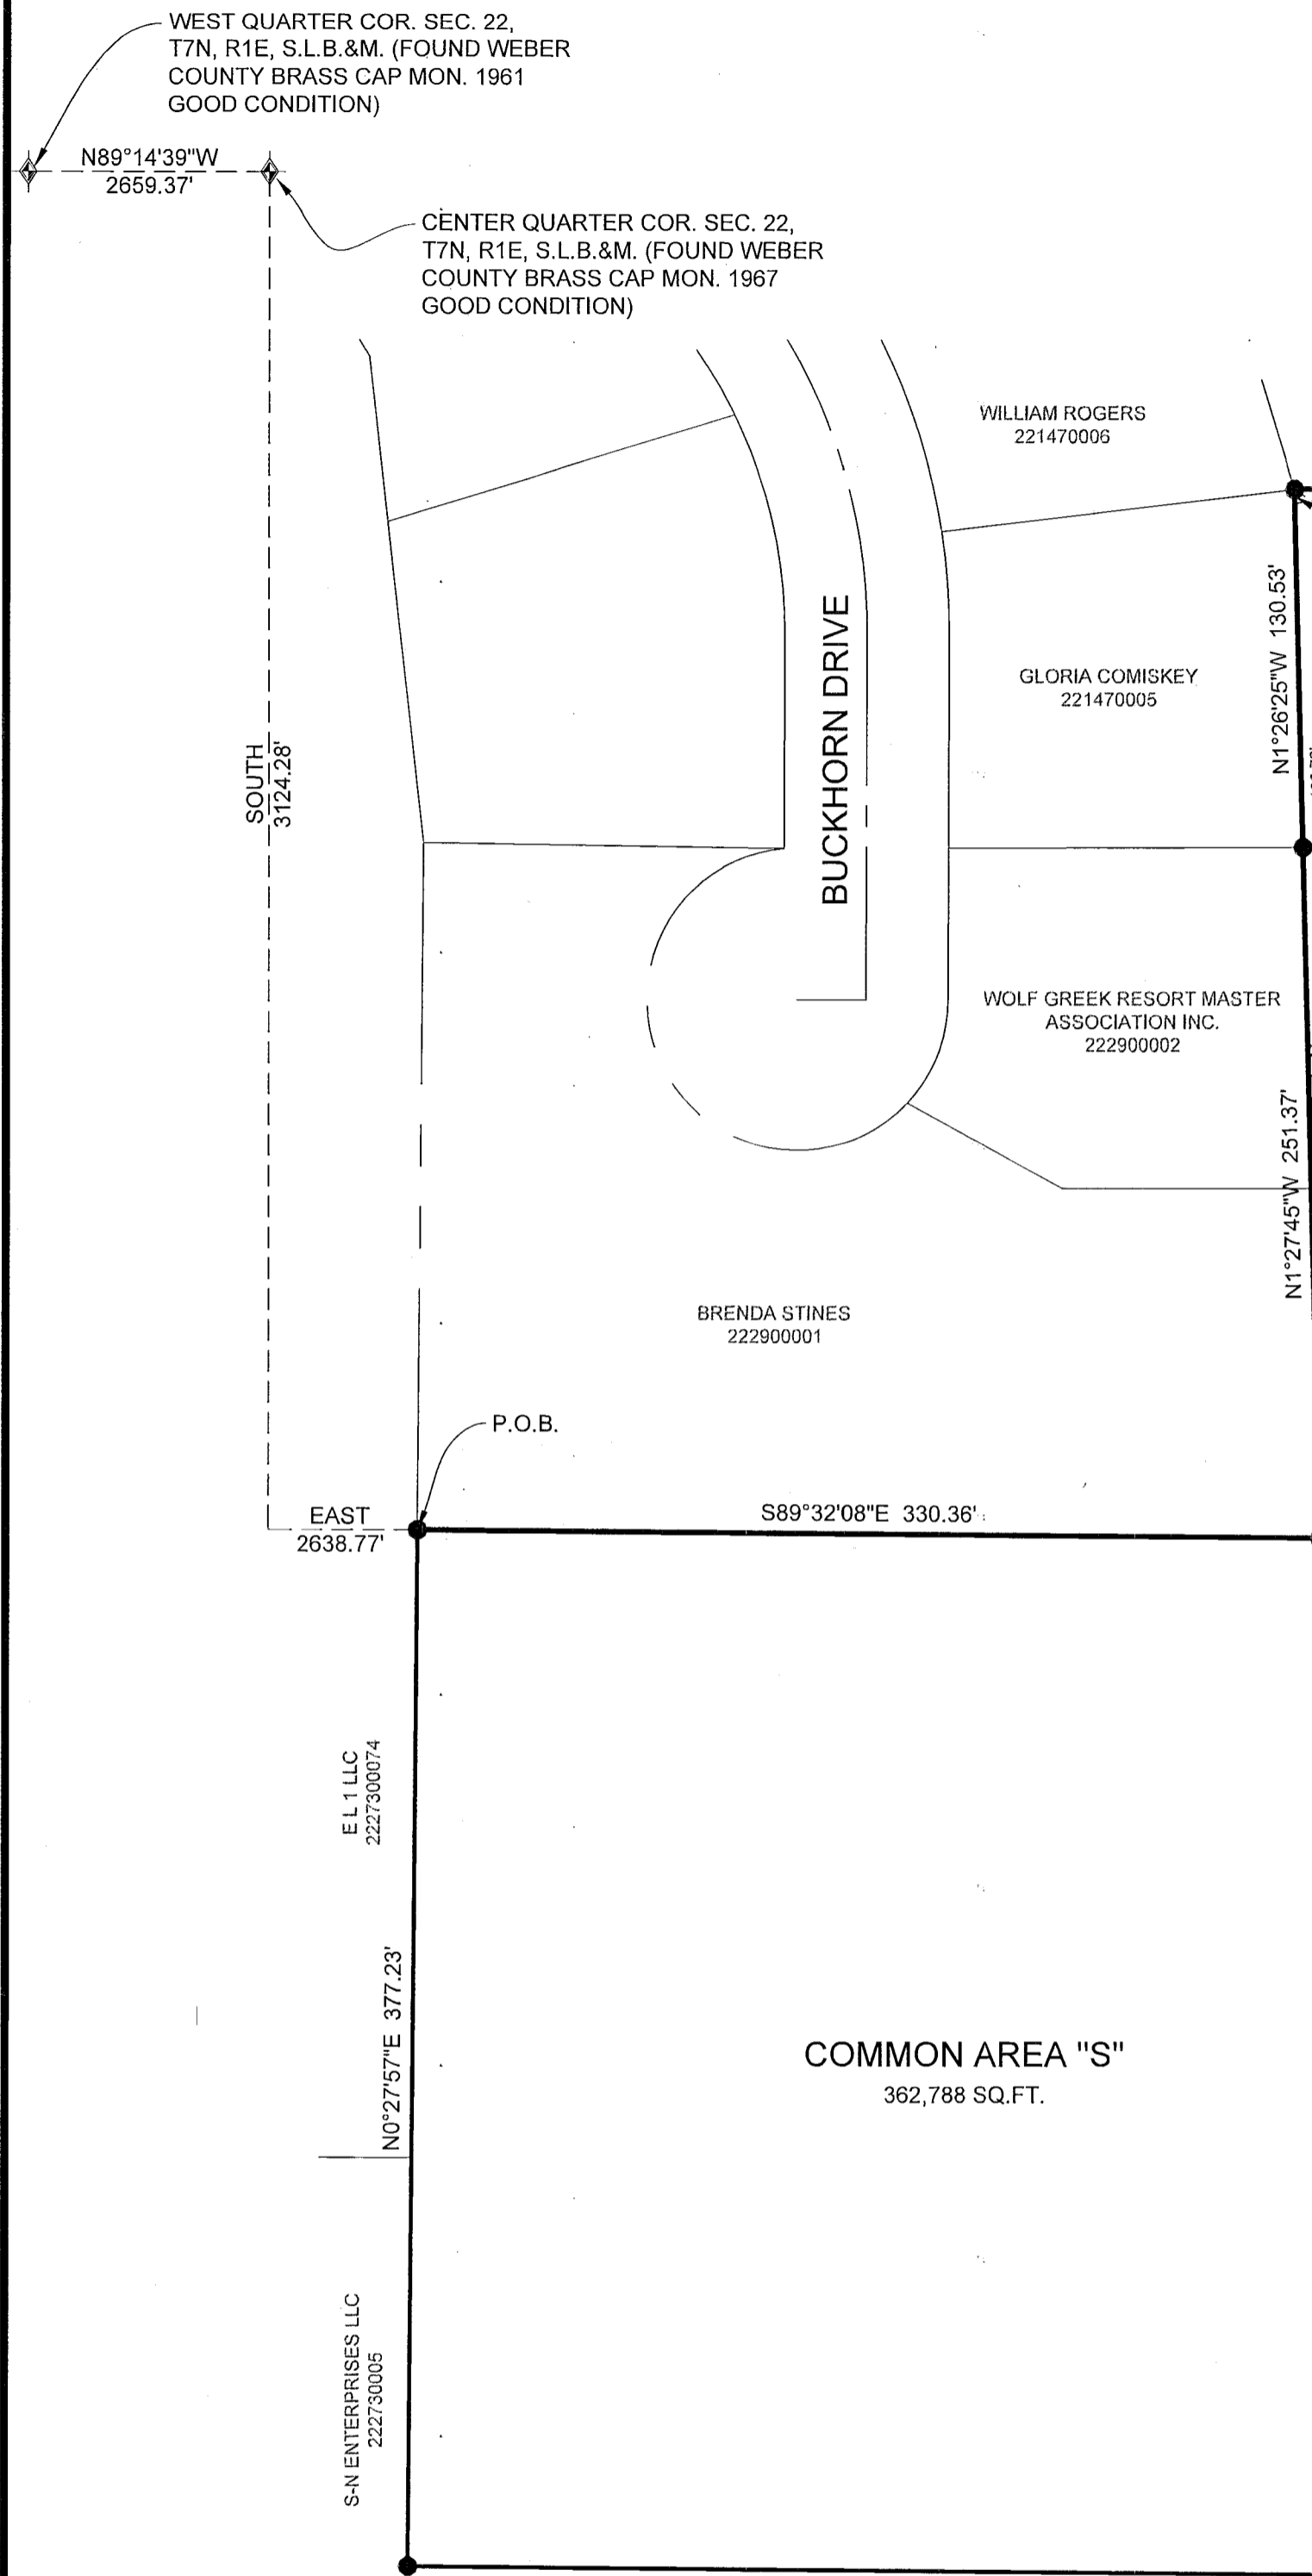 WEST QUARTER COR. SEC. 22,
T7N, R1E, S.L.B.&M. (FOUND WEBER
COUNTY BRASS CAP MON. 1961
GOOD CONDITION)
N89°14'39"W
2659.37'
CENTER QUARTER COR. SEC. 22,
T7N, R1E, S.L.B.&M. (FOUND WEBER
COUNTY BRASS CAP MON. 1967
GOOD CONDITION)
WILLIAM ROGERS
221470006
N1°26'25"W 130.53'
GLORIA COMISKEY
221470005
BUCKHORN DRIVE
SOUTH
3124.28'
WOLF GREEK RESORT MASTER
ASSOCIATION INC.
222900002
N1°27'45"W 251.37'
BRENDA STINES
222900001
P.O.B.
EAST
2638.77'
S89°32'08"E 330.36'
E L 1 LLC
2227300074
N0°27'57"E 377.23'
COMMON AREA "S"
362,788 SQ.FT.
S-N ENTERPRISES LLC
222730005